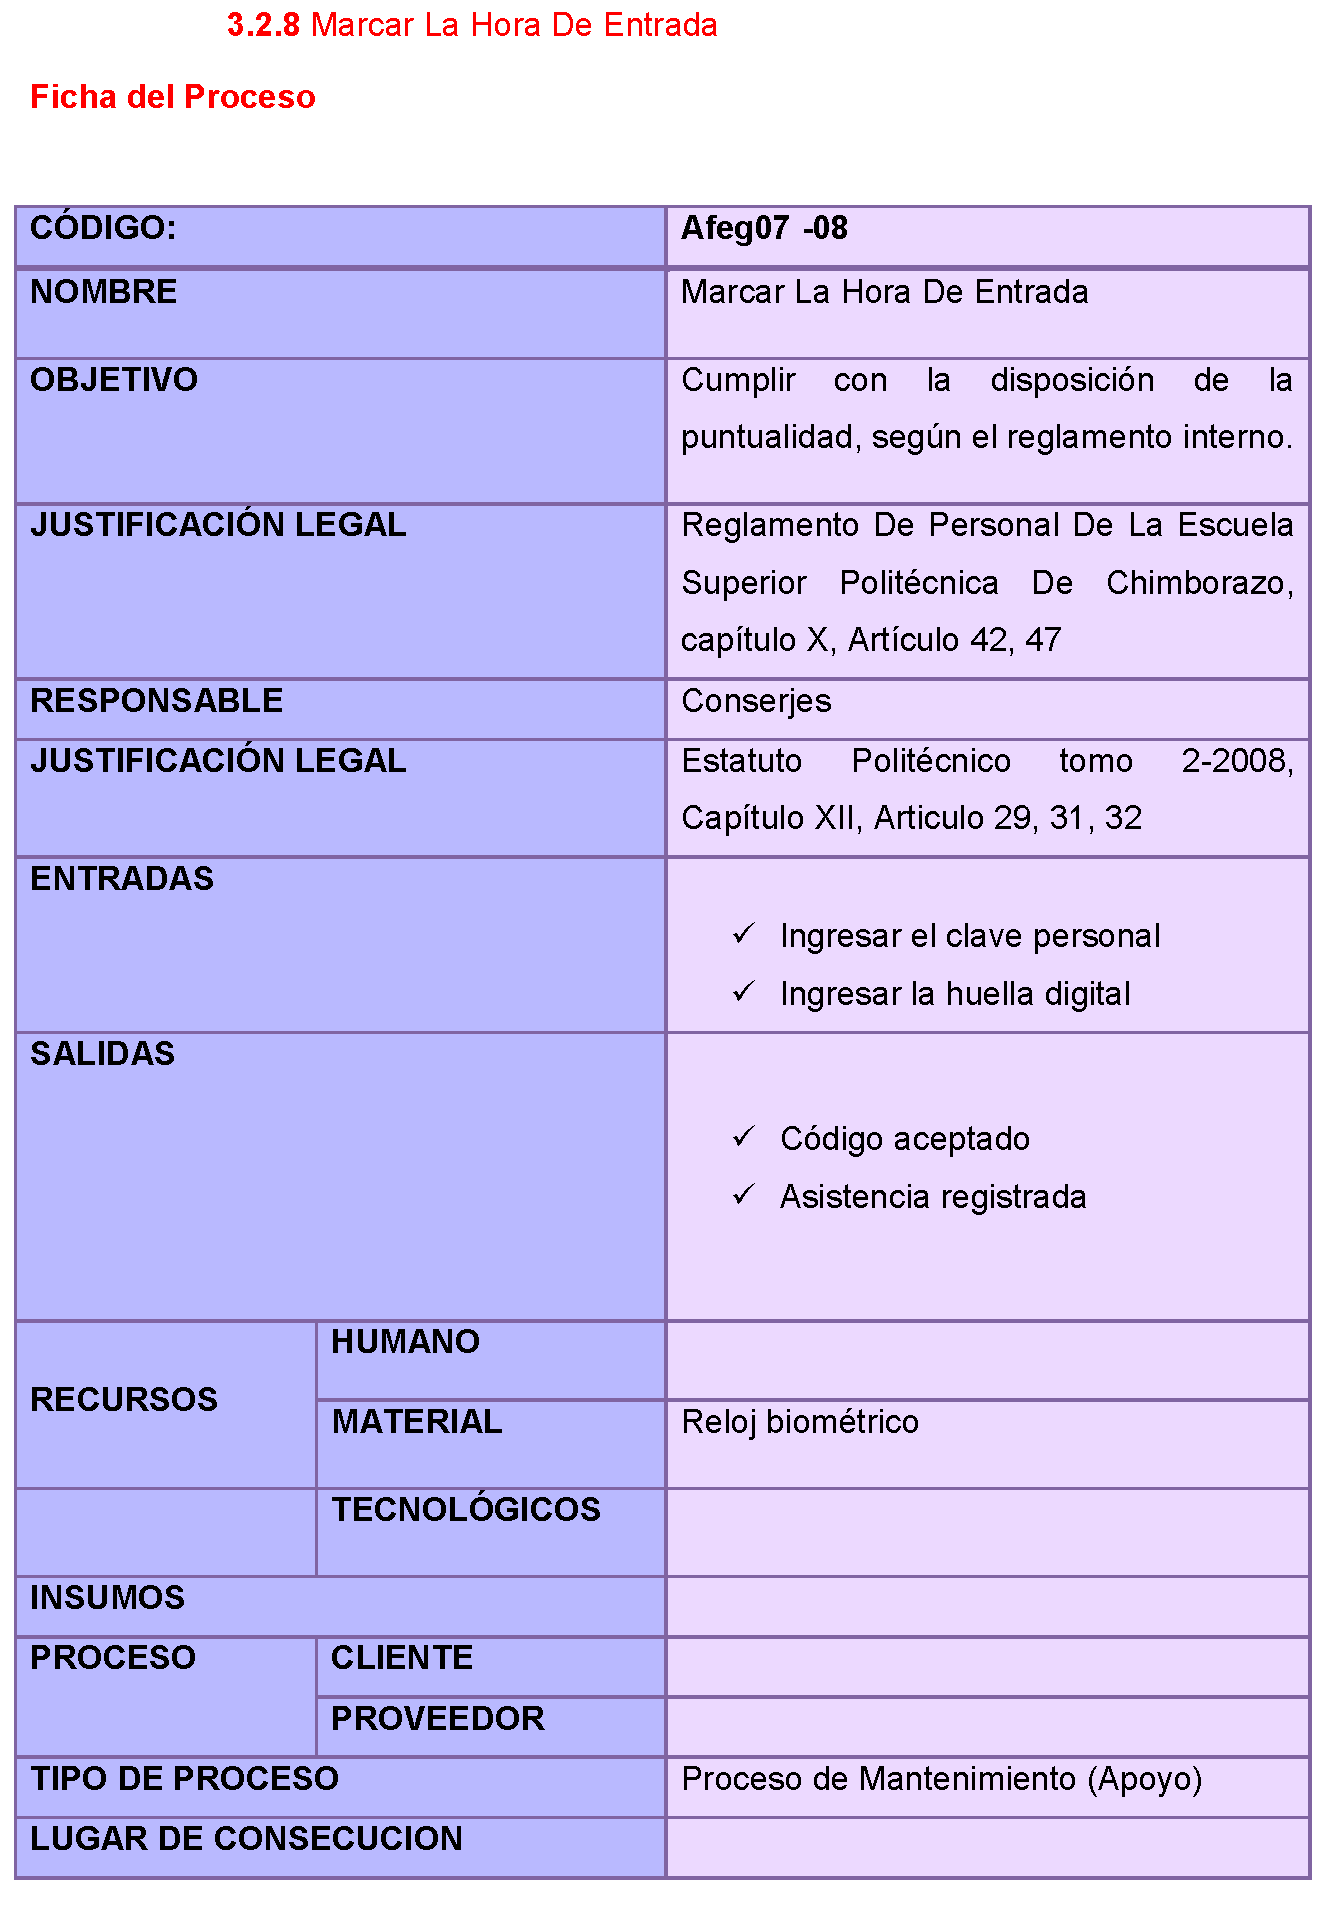 3.2.8 Marcar La Hora De Entrada
Ficha del Proceso
CÓDIGO:
Afeg07 -08
NOMBRE
Marcar La Hora De Entrada
OBJETIVO
Cumplir con la disposición de la
puntualidad, según el reglamento interno.
JUSTIFICACIÓN LEGAL
Reglamento De Personal De La Escuela
Superior Politécnica De Chimborazo,
capítulo X, Artículo 42, 47
RESPONSABLE
Conserjes
JUSTIFICACIÓN LEGAL
Estatuto Politécnico tomo 2-2008,
Capítulo XII, Articulo 29, 31, 32
ENTRADAS
✓ Ingresar el clave personal
✓ Ingresar la huella digital
SALIDAS
✓ Código aceptado
✓ Asistencia registrada
RECURSOS
HUMANO
MATERIAL
Reloj biométrico
TECNOLÓGICOS
INSUMOS
PROCESO
CLIENTE
PROVEEDOR
TIPO DE PROCESO
Proceso de Mantenimiento (Apoyo)
LUGAR DE CONSECUCION